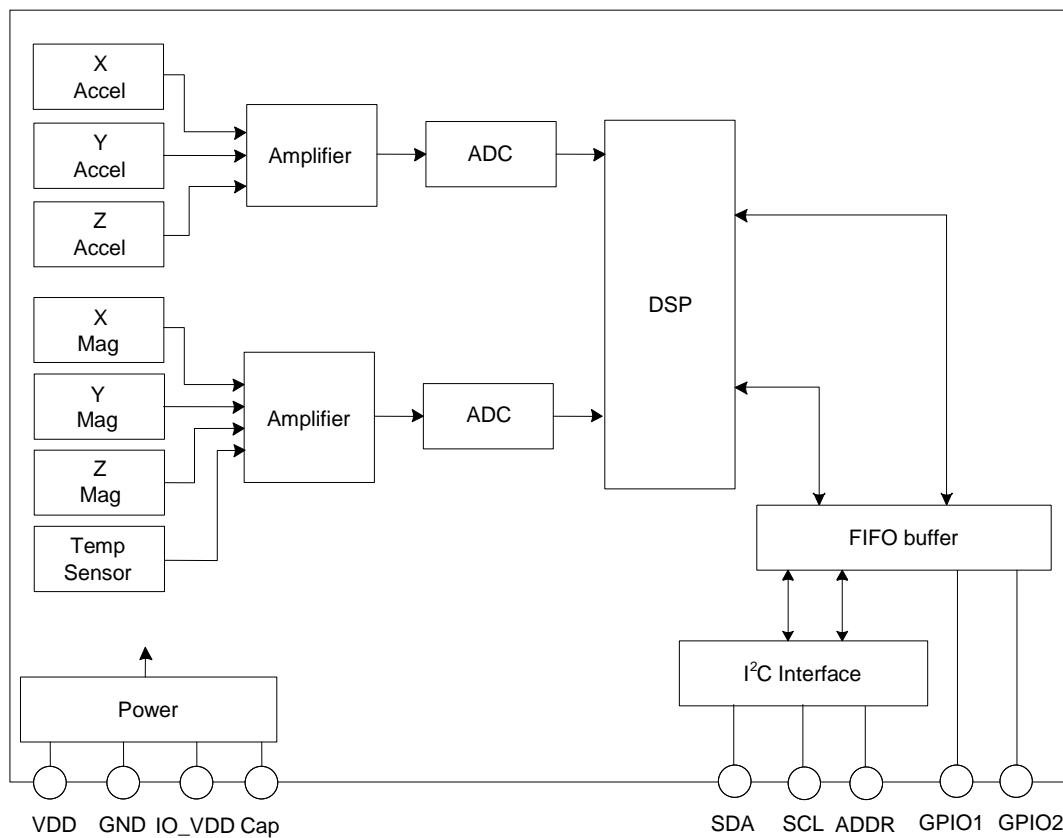 X
Accel
Y
Accel
Z
Accel
Amplifier
ADC
DSP
X
Mag
Y
Mag
Z
Mag
Temp
Sensor
Amplifier
ADC
FIFO buffer
I²C Interface
Power
VDD
GND
IO_VDD
Cap
SDA
SCL
ADDR
GPIO1
GPIO2